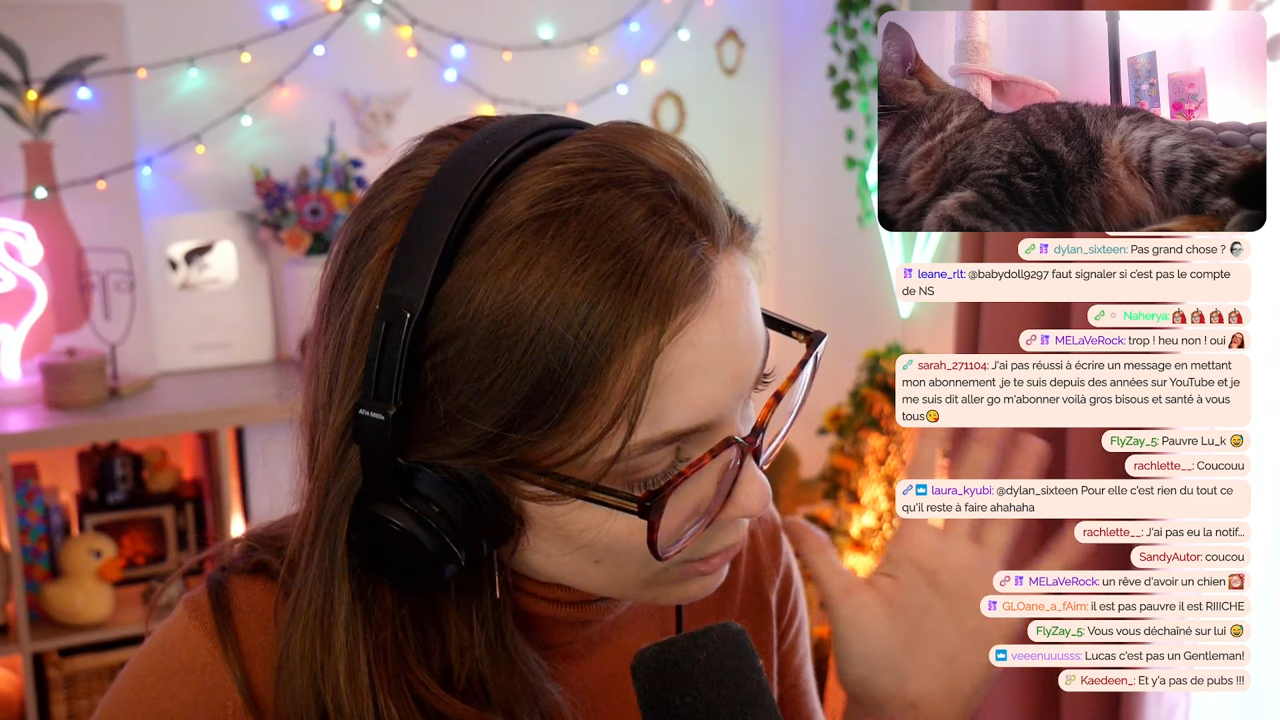 ATH-M50x
dylan_sixteen: Pas grand chose ?
leane_rlt: @babydoll9297 faut signaler si c'est pas le compte
de NS
Naherya:
MELaVeRock: trop ! heu non ! oui
sarah_271104: J'ai pas réussi à écrire un message en mettant
mon abonnement ,je te suis depuis des années sur YouTube et je
me suis dit aller go m'abonner voilà gros bisous et santé à vous
tous😘
FlyZay_5: Pauvre Lu_k 😅
rachlette__: Coucouu
laura_kyubi: @dylan_sixteen Pour elle c'est rien du tout ce
qu'il reste à faire ahahaha
rachlette__: J'ai pas eu la notif...
SandyAutor: coucou
MELaVeRock: un rêve d'avoir un chien
GLOane_a_fAim: il est pas pauvre il est RIIICHE
FlyZay_5: Vous vous déchaîné sur lui 😅
veeenuuusss: Lucas c'est pas un Gentleman!
Kaedeen_: Et y'a pas de pubs !!!